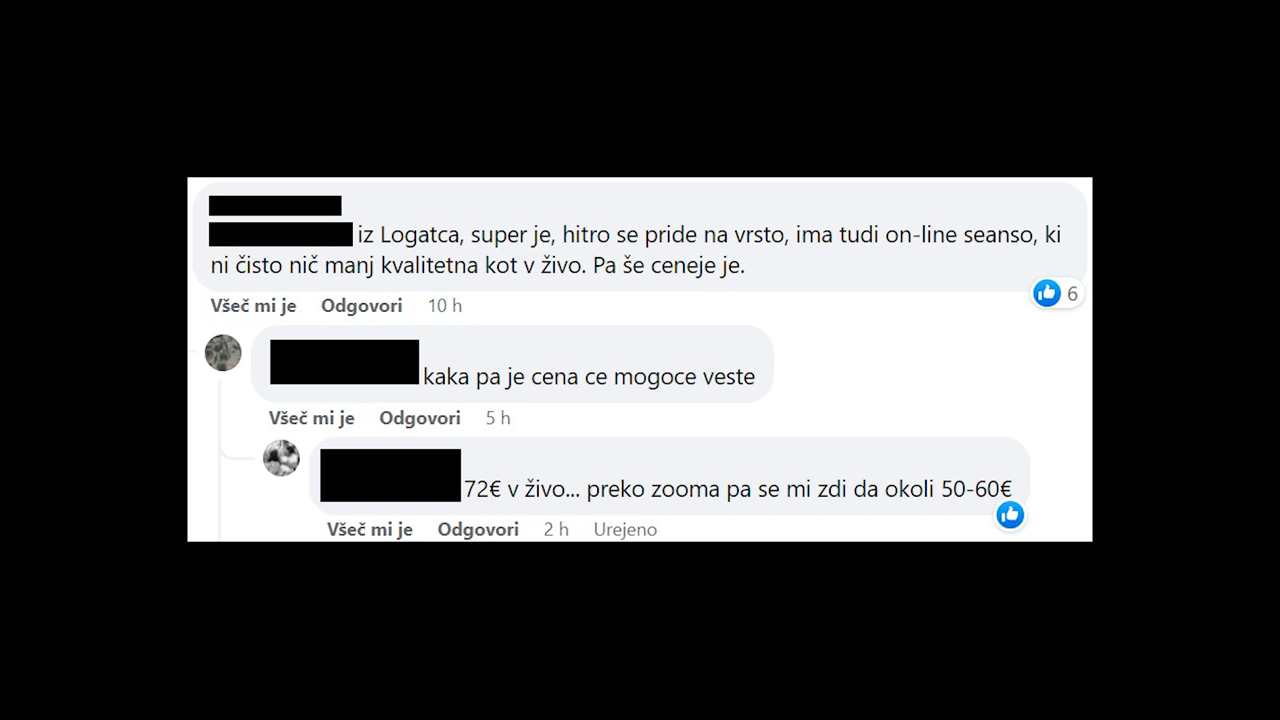 iz Logatca, super je, hitro se pride na vrsto, ima tudi on-line seanso, ki
ni čisto nič manj kvalitetna kot v živo. Pa še ceneje je.
6
Všeč mi je Odgovori 10 h
kaka pa je cena ce mogoce veste
Všeč mi je Odgovori 5 h
72€ v živo... preko zooma pa se mi zdi da okoli 50-60€
Všeč mi je Odgovori 2 h Urejeno